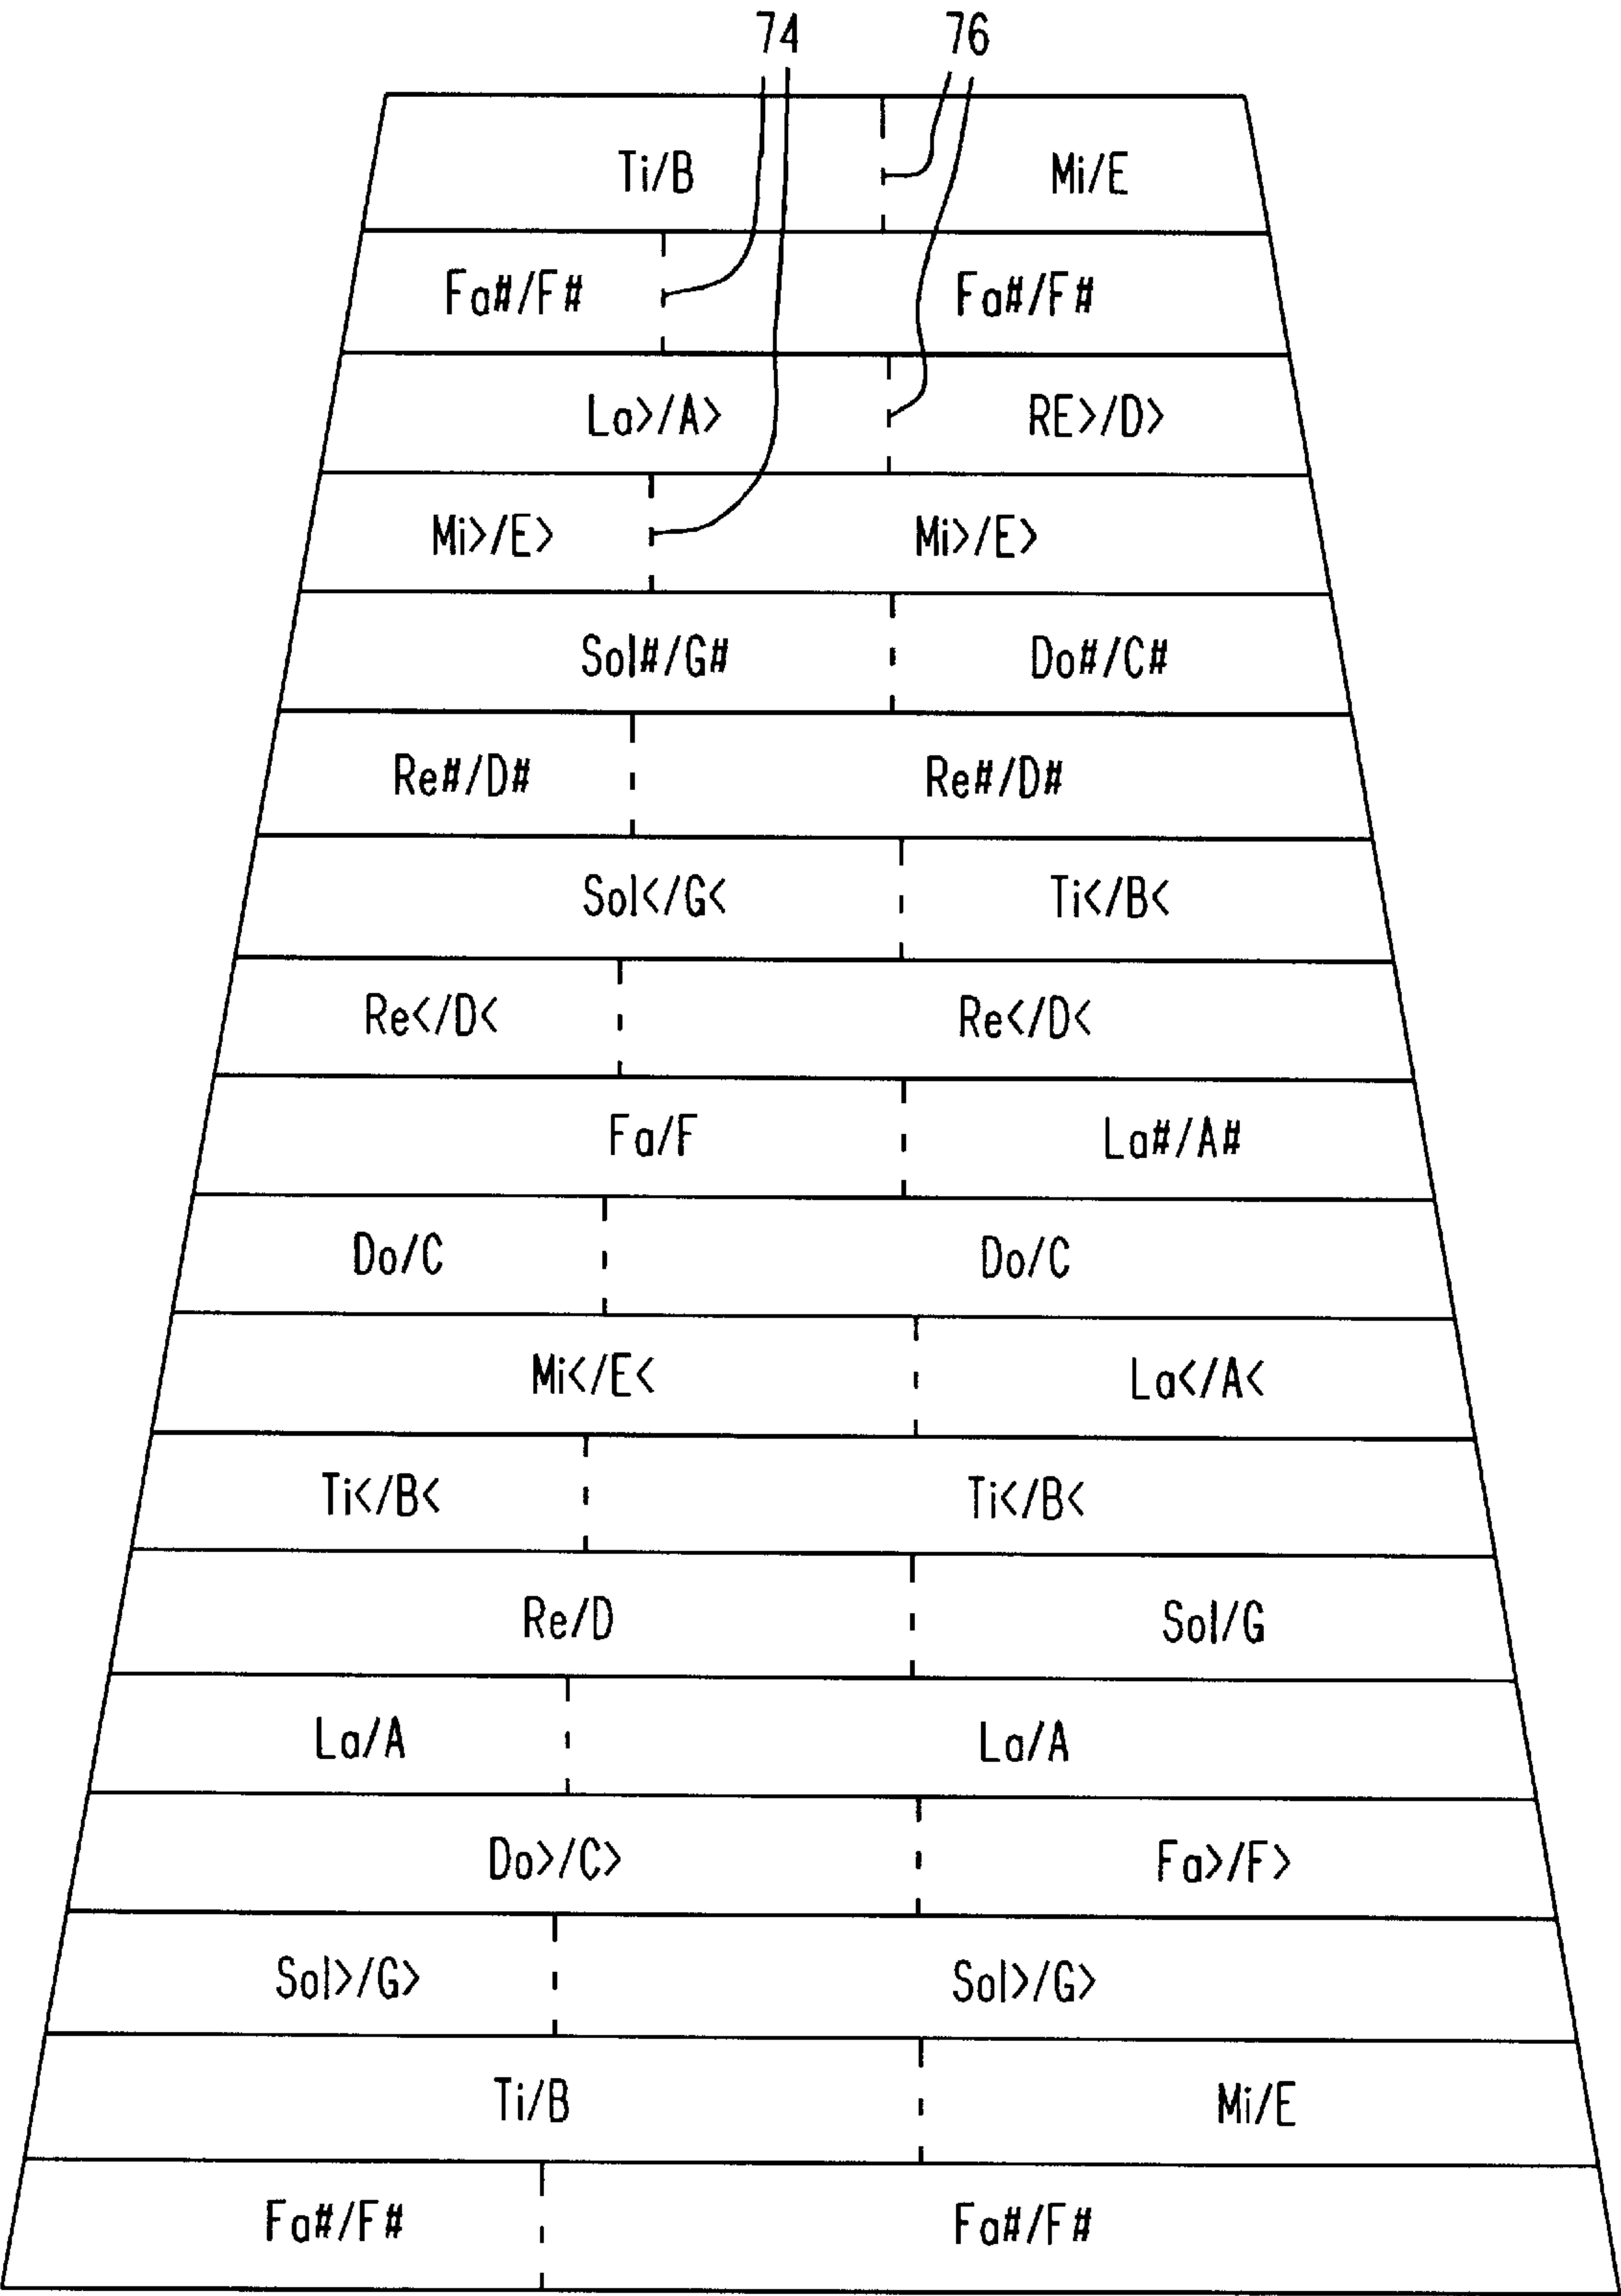 74 76
Ti/B Mi/E
Fa#/F# Fa#/F#
La>/A> RE>/D>
Mi>/E> Mi>/E>
Sol#/G# Do#/C#
Re#/D# Re#/D#
Sol</G< Ti</B<
Re</D< Re</D<
Fa/F La#/A#
Do/C Do/C
Mi</E< La</A<
Ti</B< Ti</B<
Re/D Sol/G
La/A La/A
Do>/C> Fa>/F>
Sol>/G> Sol>/G>
Ti/B Mi/E
Fa#/F# Fa#/F#